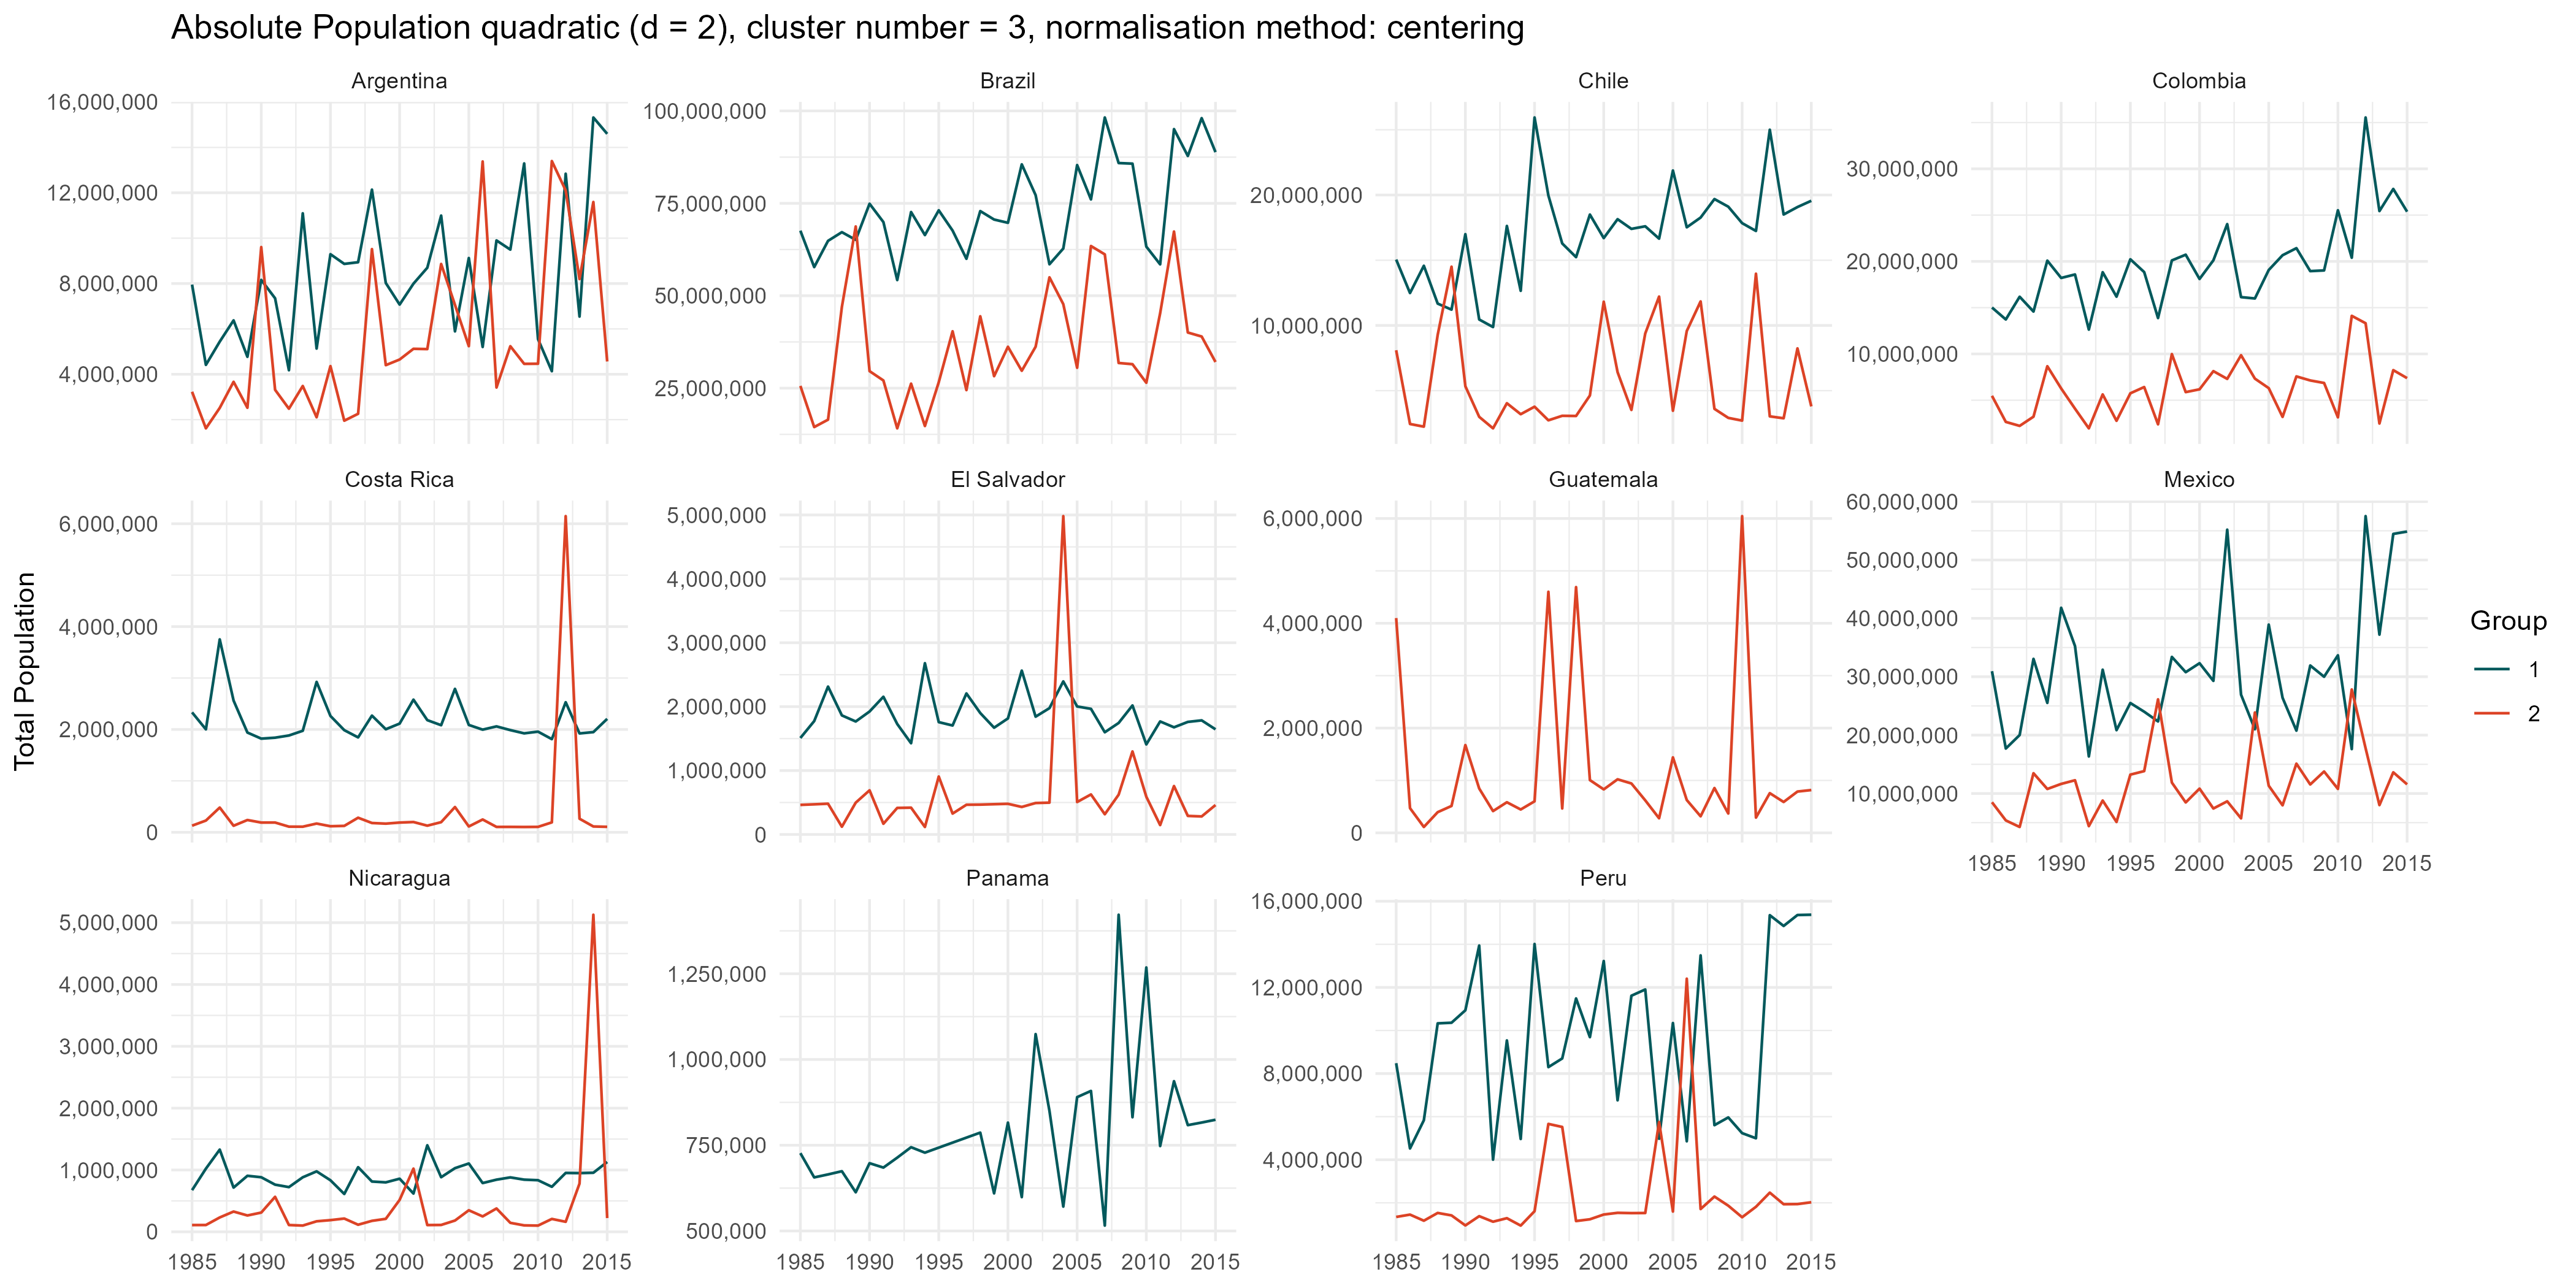 Absolute Population quadratic (d = 2), cluster number = 3, normalisation method: centering
Argentina
Brazil
Chile
Colombia
16,000,000
12,000,000
8,000,000
4,000,000
100,000,000
75,000,000
50,000,000
25,000,000
20,000,000
10,000,000
30,000,000
20,000,000
10,000,000
Costa Rica
El Salvador
Guatemala
Mexico
6,000,000
4,000,000
2,000,000
0
5,000,000
4,000,000
3,000,000
2,000,000
1,000,000
0
6,000,000
4,000,000
2,000,000
0
60,000,000
50,000,000
40,000,000
30,000,000
20,000,000
10,000,000
1985 1990 1995 2000 2005 2010 2015
Nicaragua
Panama
Peru
5,000,000
4,000,000
3,000,000
2,000,000
1,000,000
0
1,250,000
1,000,000
750,000
500,000
16,000,000
12,000,000
8,000,000
4,000,000
1985 1990 1995 2000 2005 2010 2015
1985 1990 1995 2000 2005 2010 2015
1985 1990 1995 2000 2005 2010 2015
Total Population
Group
1
2